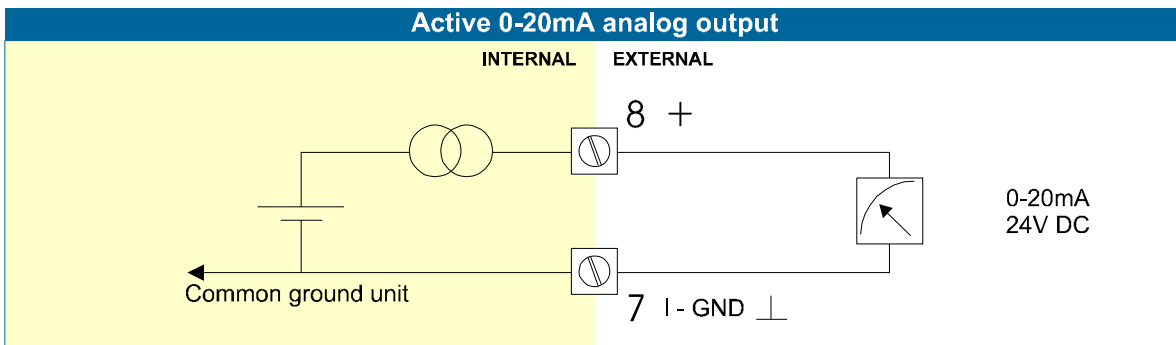 Active 0-20mA analog output
INTERNAL EXTERNAL
8 +
0-20mA
24V DC
Common ground unit
7 I - GND ⊥